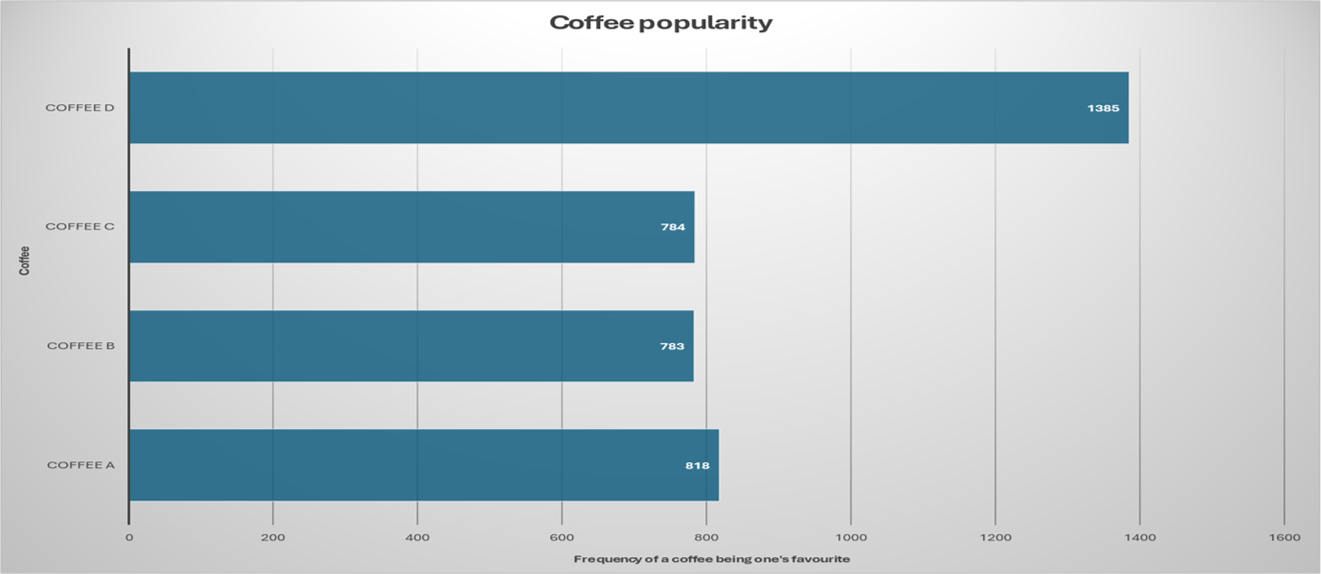 Coffee popularity
COFFEE D
1385
COFFEE C
784
Coffee
COFFEE B
783
COFFEE A
818
0 200 400 600 800 1000 1200 1400 1600
Frequency of a coffee being one's favourite